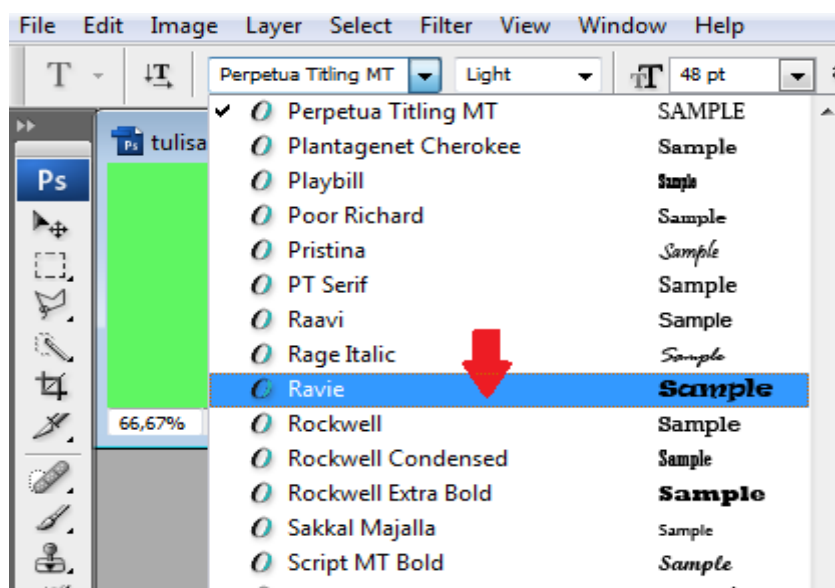 File Edit Image Layer Select Filter View Window Help
T Perpetua Titling MT Light 48 pt
Perpetua Titling MT SAMPLE
tulisa
Plantagenet Cherokee Sample
Playbill Sample
Ps
Poor Richard Sample
Pristina Sample
PT Serif Sample
Raavi Sample
Rage Italic Sample
Ravie Sample
66,67%
Rockwell Sample
Rockwell Condensed Sample
Rockwell Extra Bold Sample
Sakkal Majalla Sample
Script MT Bold Sample